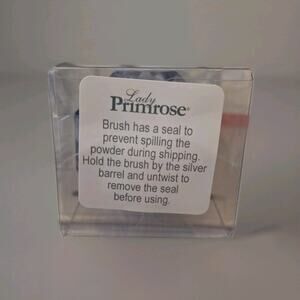 Lady
Primrose®
Brush has a seal to
prevent spilling the
powder during shipping.
Hold the brush by the silver
barrel and untwist to
remove the seal
before using.